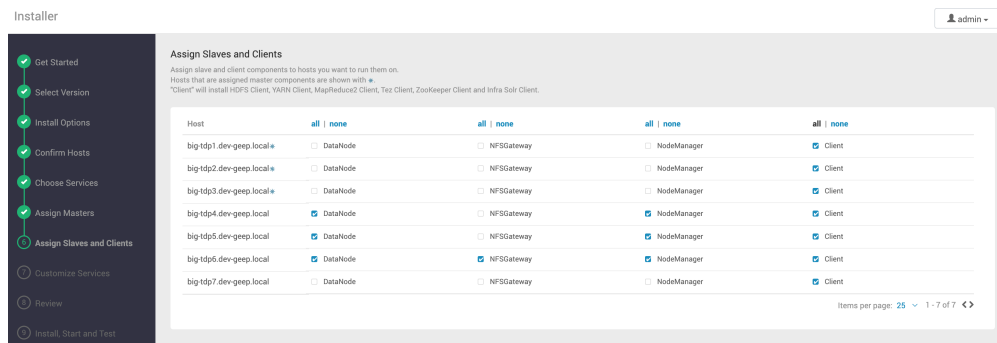 Installer
admin
Get Started
Select Version
Install Options
Confirm Hosts
Choose Services
Assign Masters
6 Assign Slaves and Clients
7 Customize Services
8 Review
9 Install, Start and Test
Assign Slaves and Clients
Assign slave and client components to hosts you want to run them on.
Hosts that are assigned master components are shown with ✵.
"Client" will install HDFS Client, YARN Client, MapReduce2 Client, Tez Client, ZooKeeper Client and Infra Solr Client.
Host all | none all | none all | none all | none
big-tdp1.dev-geep.local✵ DataNode NFSGateway NodeManager Client
big-tdp2.dev-geep.local✵ DataNode NFSGateway NodeManager Client
big-tdp3.dev-geep.local✵ DataNode NFSGateway NodeManager Client
big-tdp4.dev-geep.local DataNode NFSGateway NodeManager Client
big-tdp5.dev-geep.local DataNode NFSGateway NodeManager Client
big-tdp6.dev-geep.local DataNode NFSGateway NodeManager Client
big-tdp7.dev-geep.local DataNode NFSGateway NodeManager Client
Items per page: 25 1 - 7 of 7